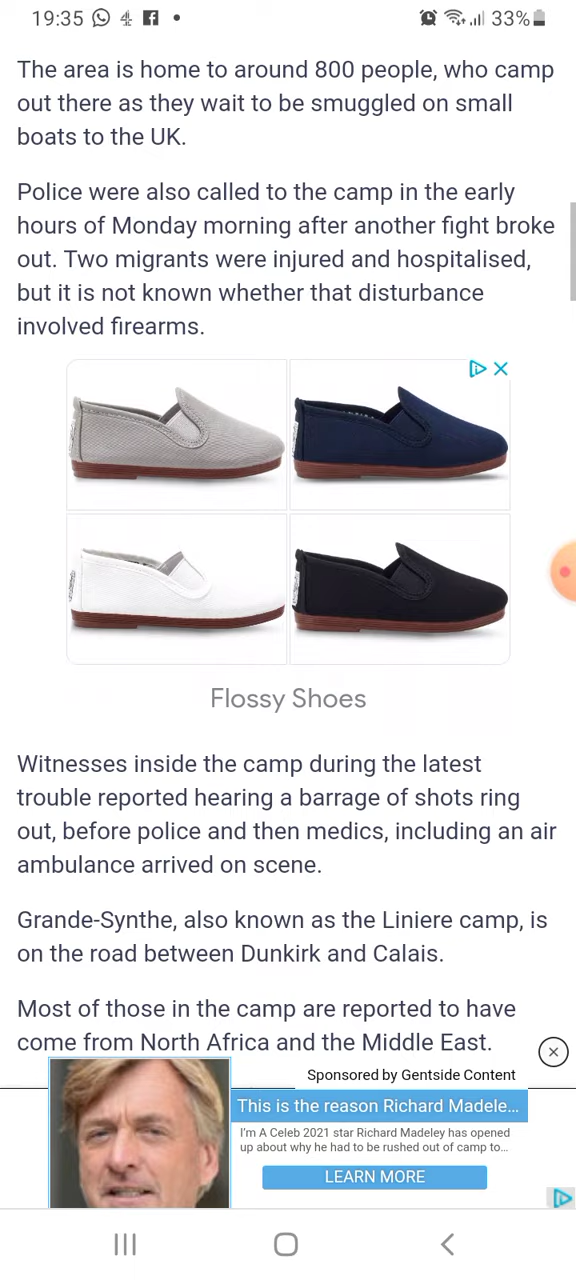 19:35 33%
The area is home to around 800 people, who camp
out there as they wait to be smuggled on small
boats to the UK.
Police were also called to the camp in the early
hours of Monday morning after another fight broke
out. Two migrants were injured and hospitalised,
but it is not known whether that disturbance
involved firearms.
Flossy Shoes
Witnesses inside the camp during the latest
trouble reported hearing a barrage of shots ring
out, before police and then medics, including an air
ambulance arrived on scene.
Grande-Synthe, also known as the Liniere camp, is
on the road between Dunkirk and Calais.
Most of those in the camp are reported to have
come from North Africa and the Middle East.
Sponsored by Gentside Content
This is the reason Richard Madele...
I'm A Celeb 2021 star Richard Madeley has opened
up about why he had to be rushed out of camp to...
LEARN MORE